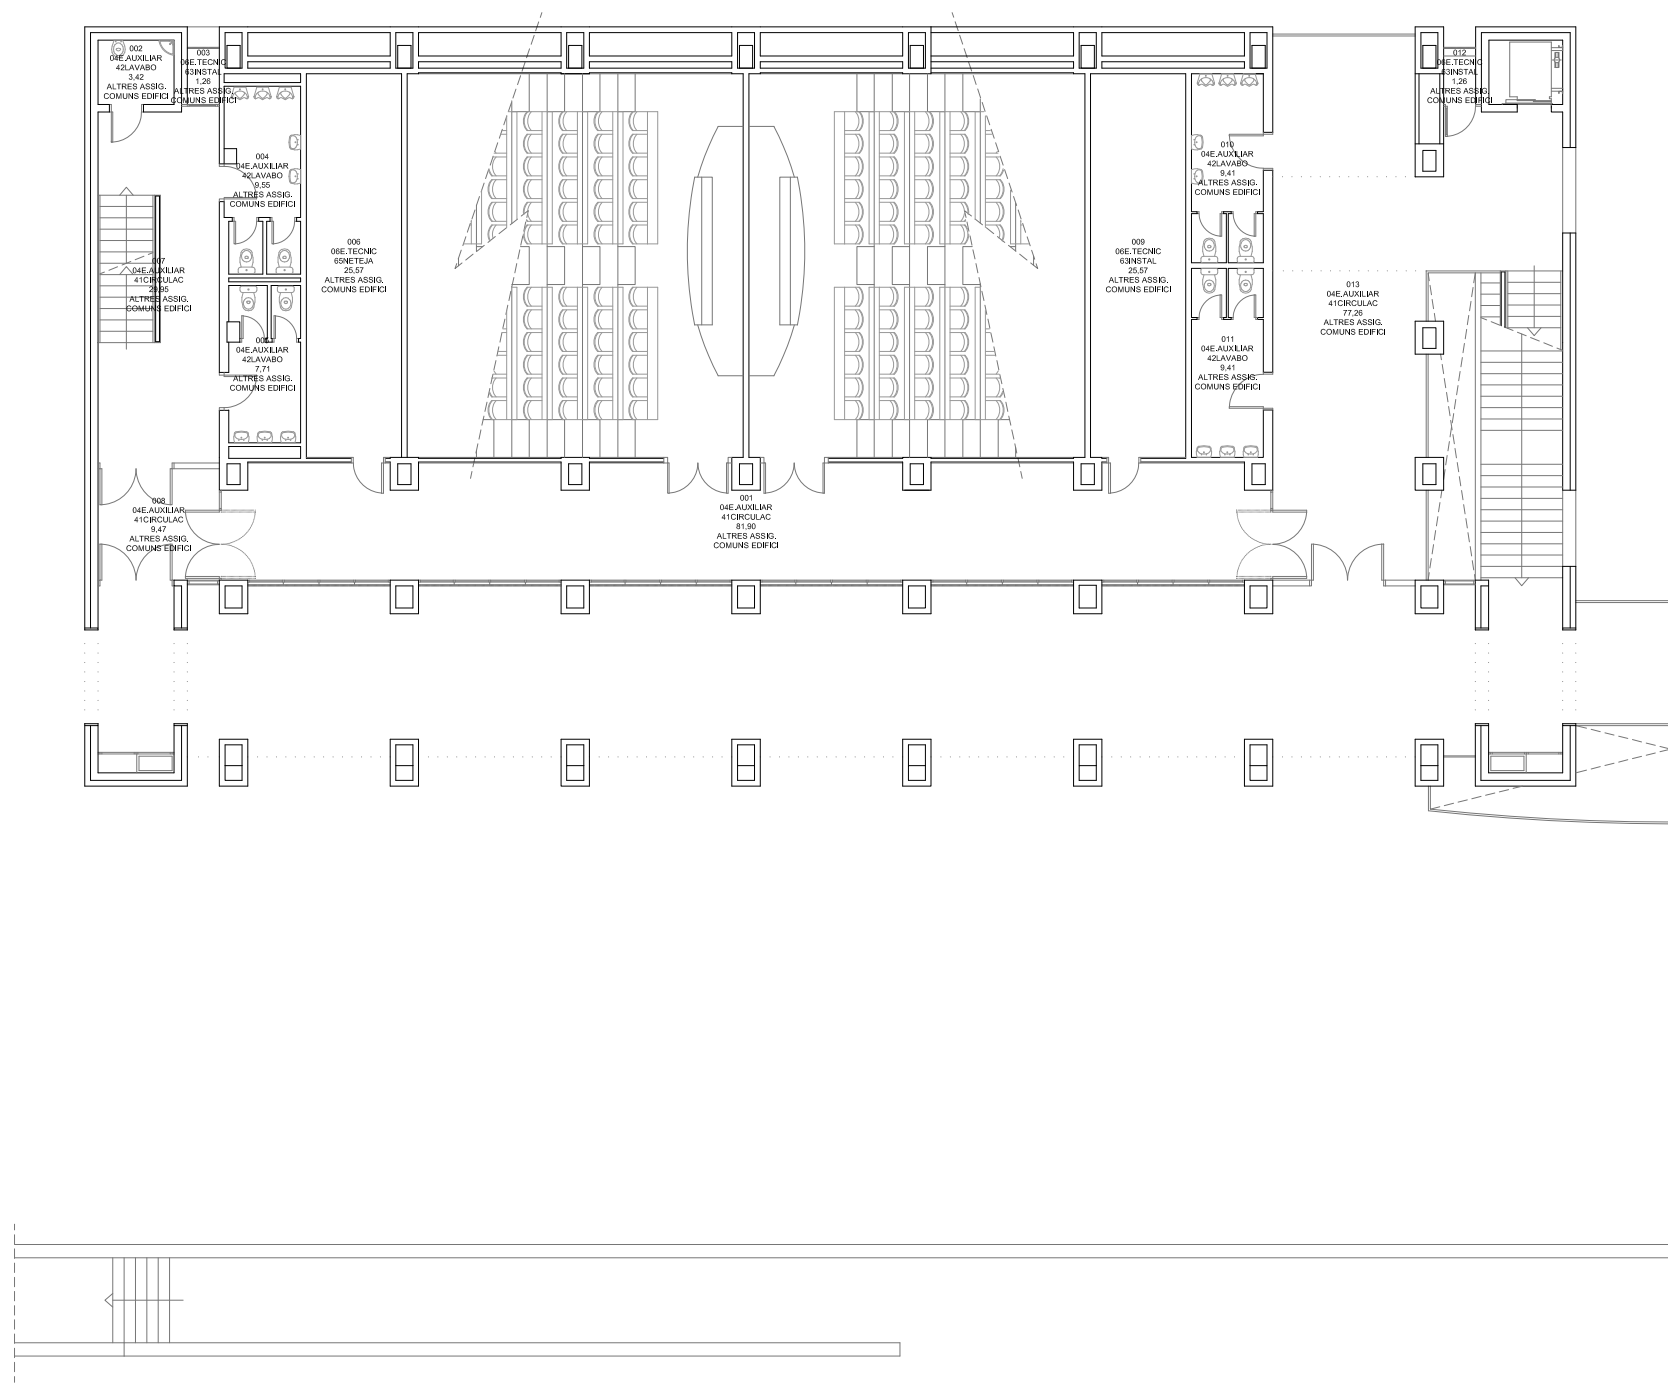 002
04E.AUXILIAR
42LAVABO
3,42
ALTRES ASSIG.
COMUNS EDIFICI
003
06E.TECNIC
63INSTAL
1,26
ALTRES ASSIG.
COMUNS EDIFICI
012
06E.TECNIC
63INSTAL
1,26
ALTRES ASSIG.
COMUNS EDIFICI
004
04E.AUXILIAR
42LAVABO
9,55
ALTRES ASSIG.
COMUNS EDIFICI
010
04E.AUXILIAR
42LAVABO
9,41
ALTRES ASSIG.
COMUNS EDIFICI
007
04E.AUXILIAR
41CIRCULAC
29,95
ALTRES ASSIG.
COMUNS EDIFICI
006
06E.TECNIC
65NETEJA
25,57
ALTRES ASSIG.
COMUNS EDIFICI
009
06E.TECNIC
63INSTAL
25,57
ALTRES ASSIG.
COMUNS EDIFICI
013
04E.AUXILIAR
41CIRCULAC
77,26
ALTRES ASSIG.
COMUNS EDIFICI
005
04E.AUXILIAR
42LAVABO
7,71
ALTRES ASSIG.
COMUNS EDIFICI
011
04E.AUXILIAR
42LAVABO
9,41
ALTRES ASSIG.
COMUNS EDIFICI
008
04E.AUXILIAR
41CIRCULAC
9,47
ALTRES ASSIG.
COMUNS EDIFICI
001
04E.AUXILIAR
41CIRCULAC
81,90
ALTRES ASSIG.
COMUNS EDIFICI